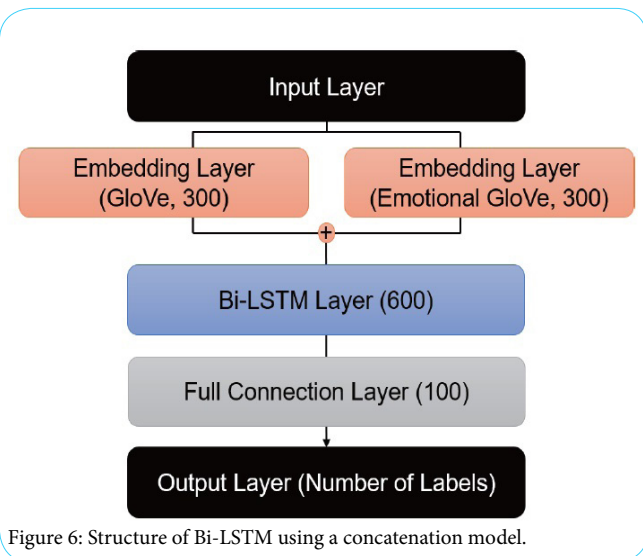 Input Layer
Embedding Layer
(GloVe, 300)
Embedding Layer
(Emotional GloVe, 300)
+
Bi-LSTM Layer (600)
Full Connection Layer (100)
Output Layer (Number of Labels)
Figure 6: Structure of Bi-LSTM using a concatenation model.